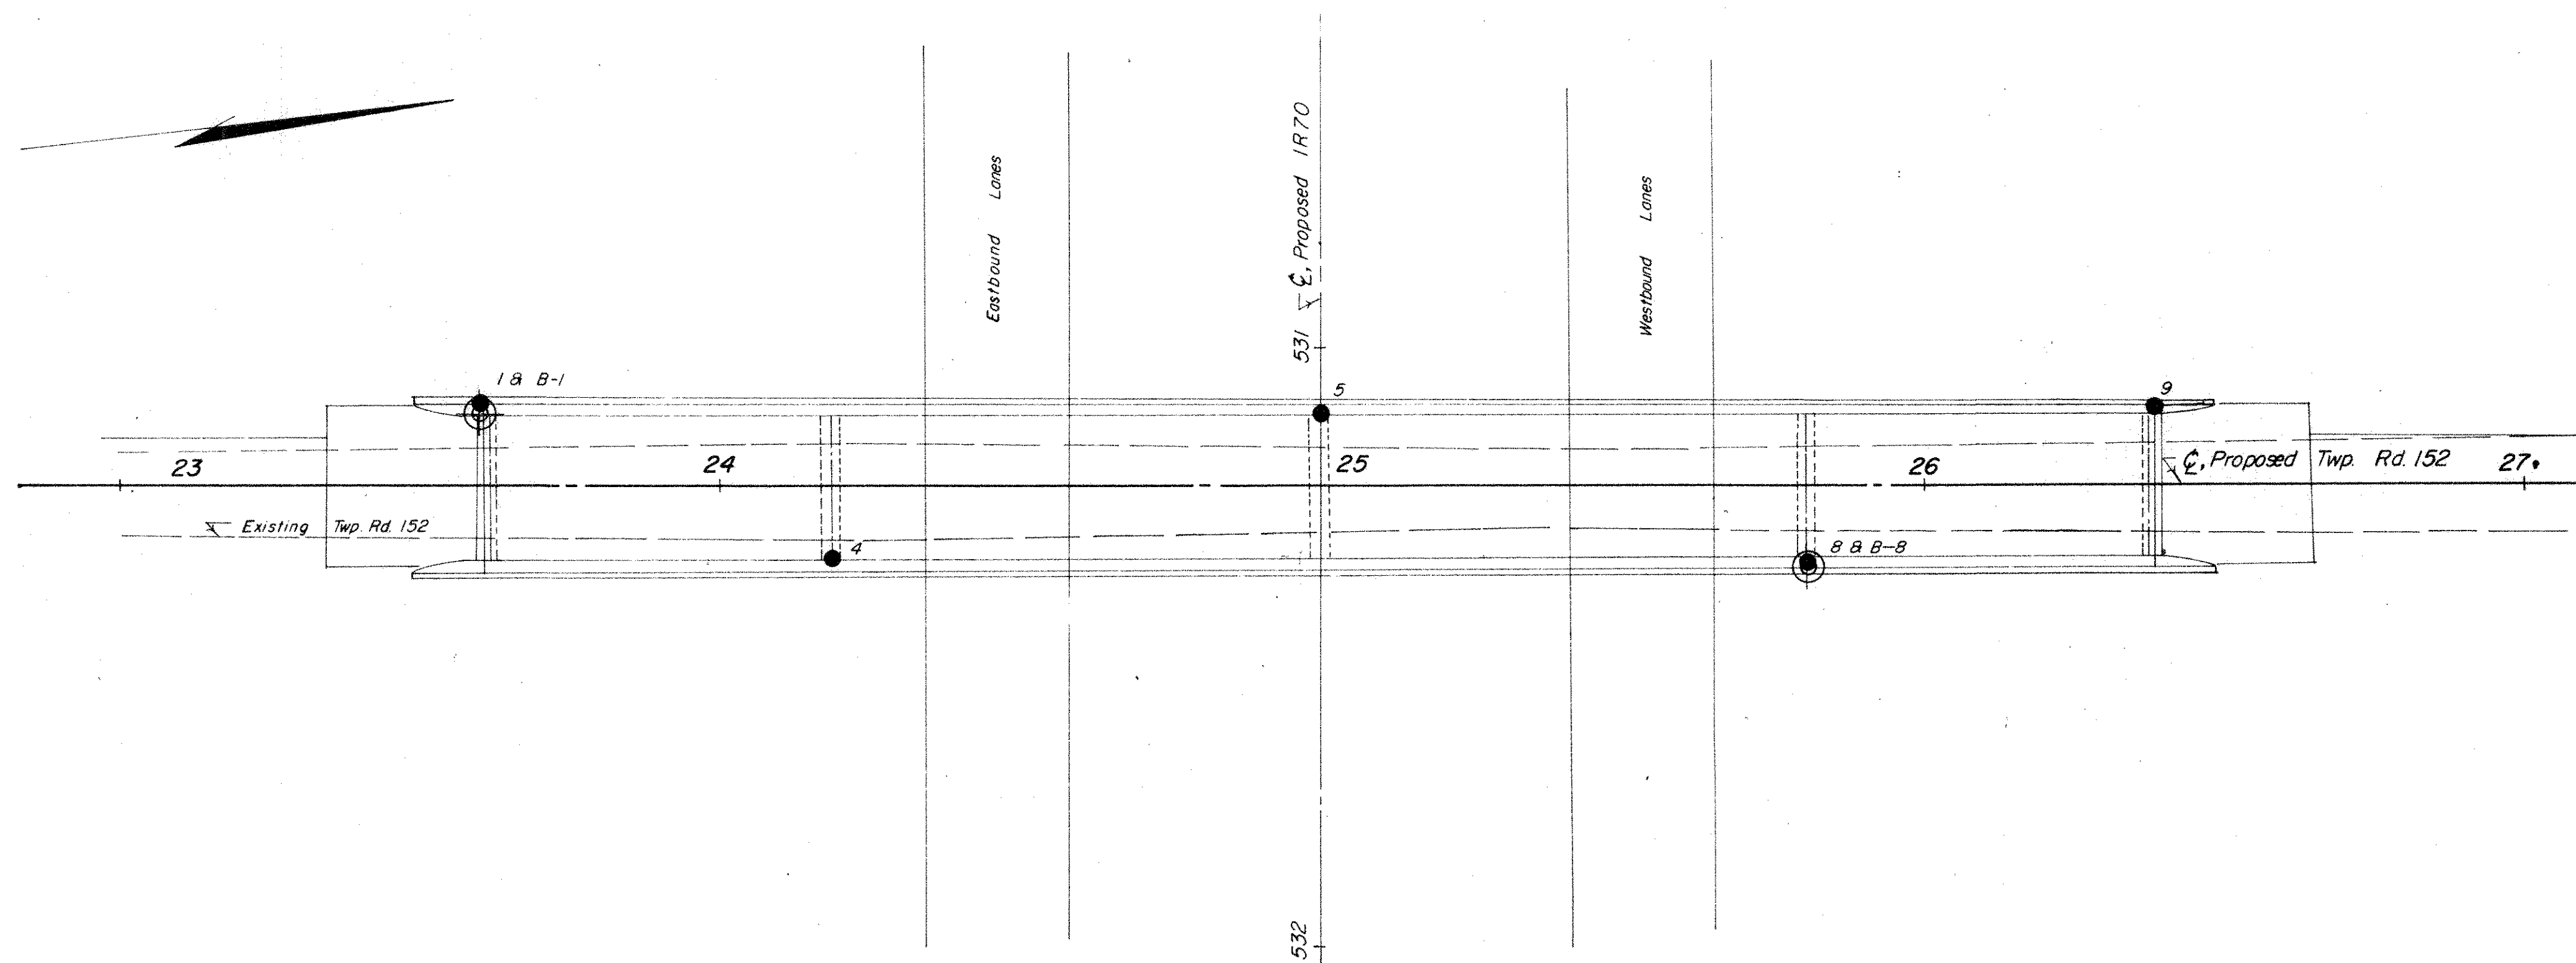 Eastbound Lanes
℄, Proposed IR70
Westbound Lanes
531
1 & B-1
5
9
23
24
25
26
℄, Proposed Twp. Rd. 152
27
Existing Twp. Rd. 152
4
8 & B-8
532